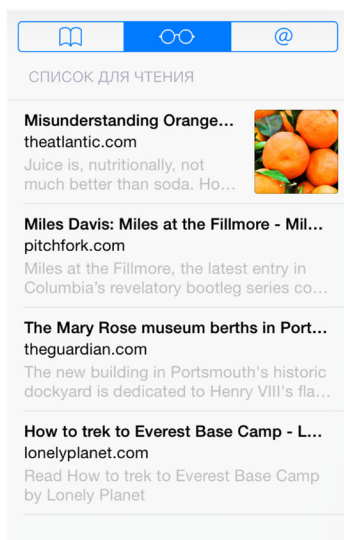 @
СПИСОК ДЛЯ ЧТЕНИЯ
Misunderstanding Orange...
theatlantic.com
Juice is, nutritionally, not
much better than soda. Ho...
Miles Davis: Miles at the Fillmore - Mil...
pitchfork.com
Miles at the Fillmore, the latest entry in
Columbia's revelatory bootleg series co...
The Mary Rose museum berths in Port...
theguardian.com
The new building in Portsmouth's historic
dockyard is dedicated to Henry VIII's fla...
How to trek to Everest Base Camp - L...
lonelyplanet.com
Read How to trek to Everest Base Camp
by Lonely Planet